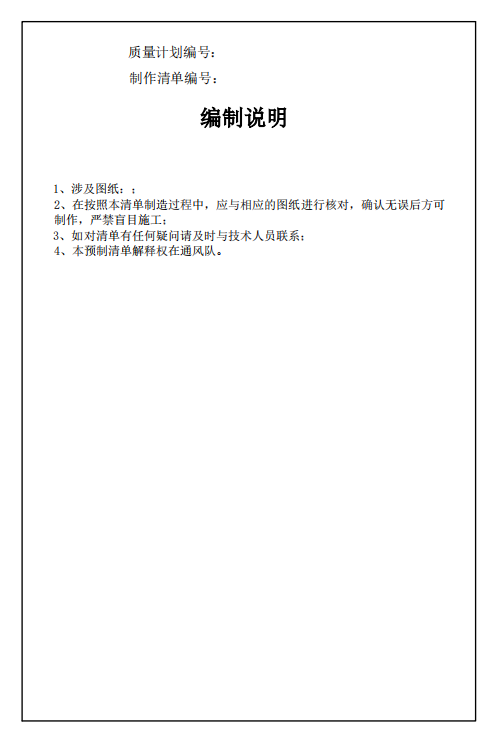 质量计划编号:
制作清单编号:
编制说明
1、涉及图纸: ;
2、在按照本清单制造过程中, 应与相应的图纸进行核对, 确认无误后方可
制作, 严禁盲目施工;
3、如对清单有任何疑问请及时与技术人员联系;
4、本预制清单解释权在通风队。